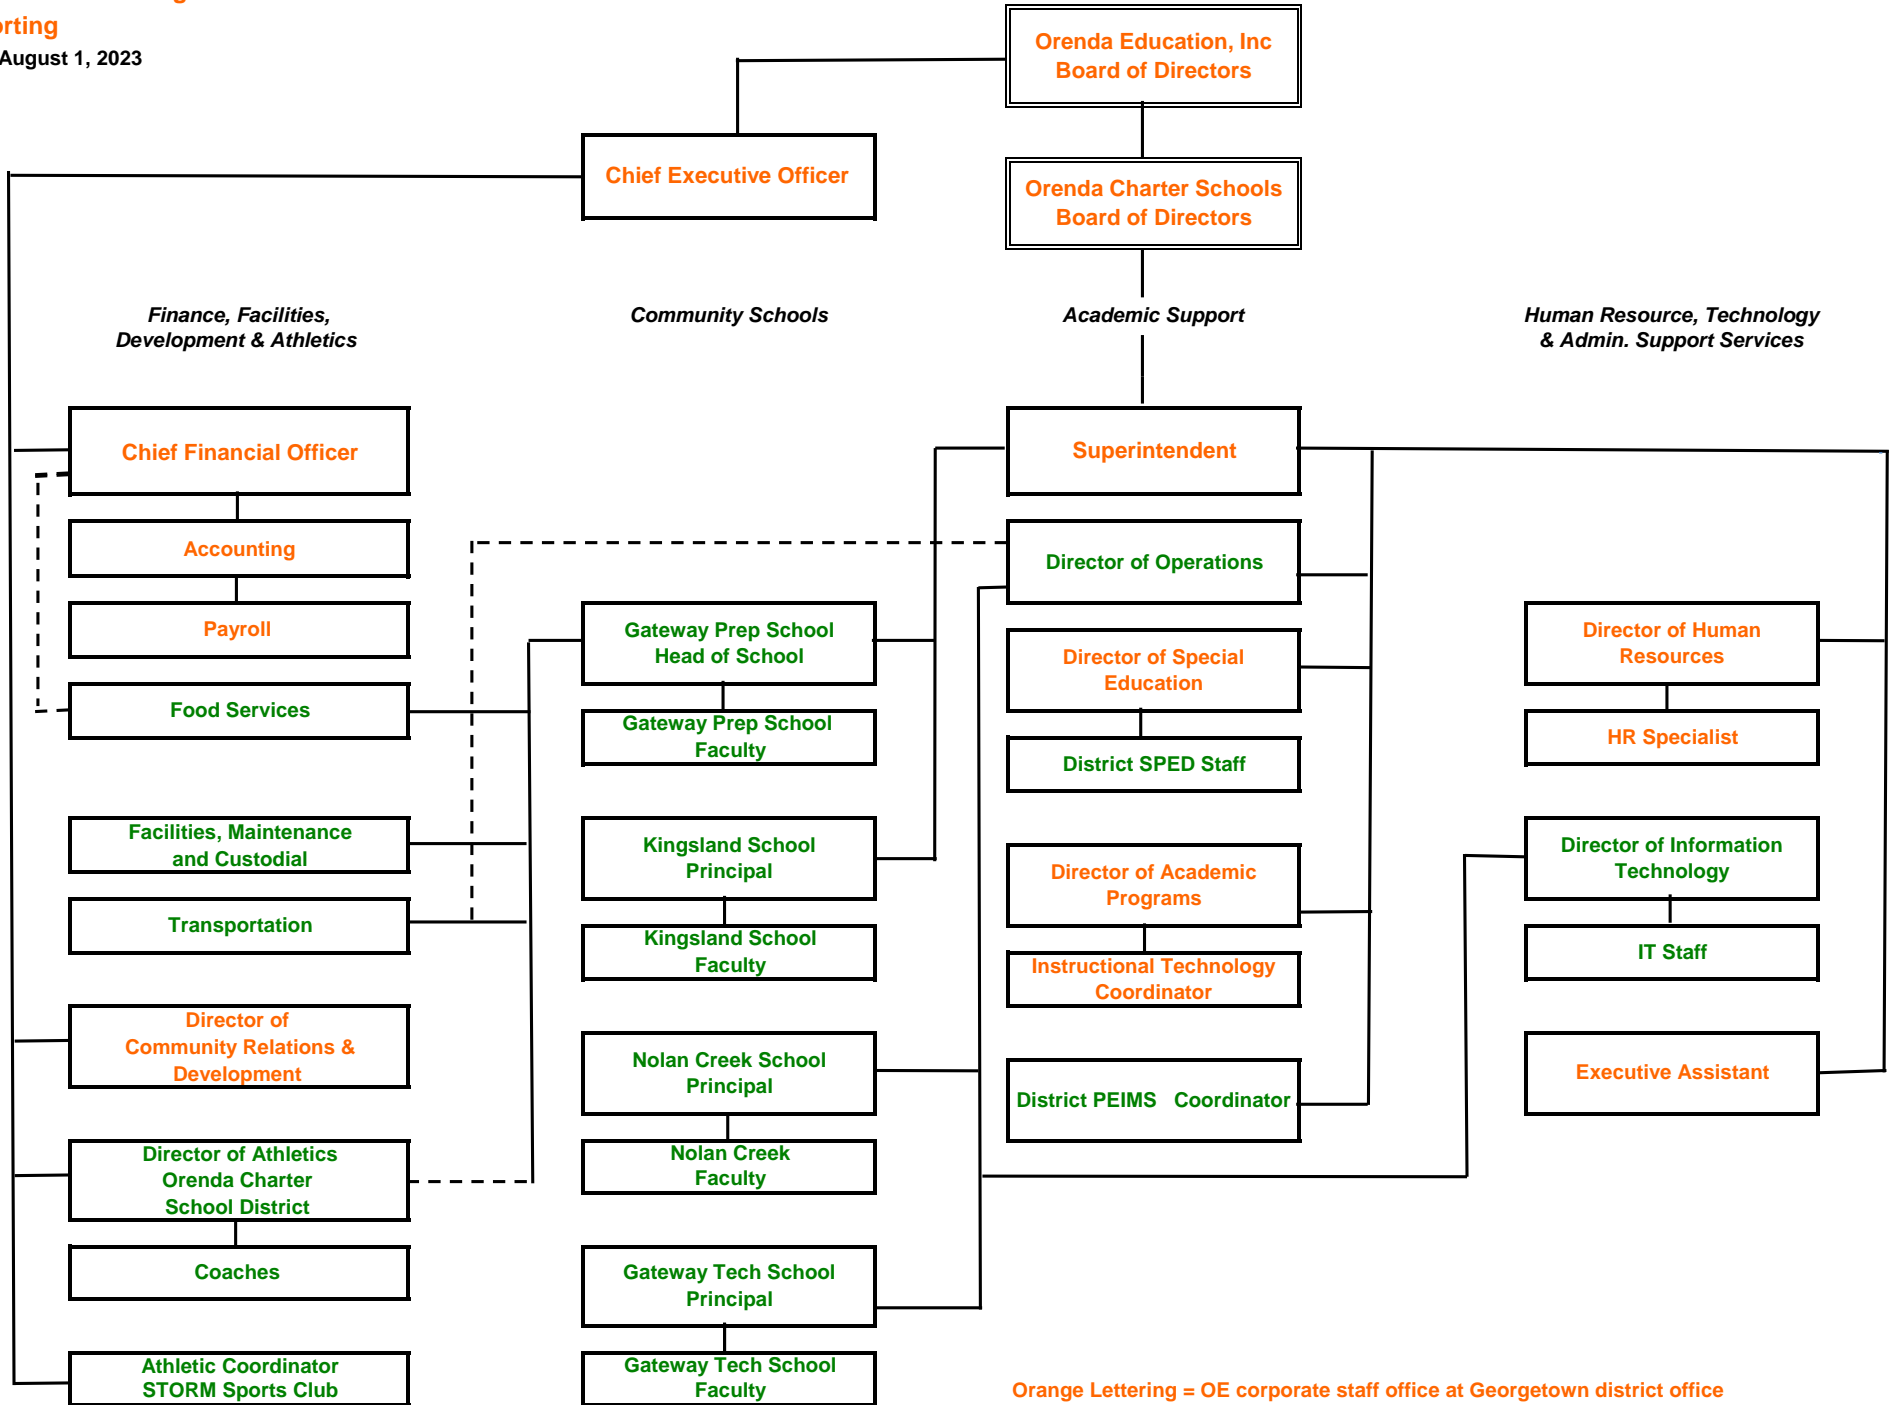 August 1, 2023
Orenda Education, Inc
Board of Directors
Chief Executive Officer
Orenda Charter Schools
Board of Directors
Finance, Facilities,
Development & Athletics
Community Schools
Academic Support
Human Resource, Technology
& Admin. Support Services
Chief Financial Officer
Superintendent
Accounting
Director of Operations
Payroll
Gateway Prep School
Head of School
Director of Special
Education
Director of Human
Resources
Food Services
Gateway Prep School
Faculty
District SPED Staff
HR Specialist
Facilities, Maintenance
and Custodial
Kingsland School
Principal
Director of Academic
Programs
Director of Information
Technology
Transportation
Kingsland School
Faculty
Instructional Technology
Coordinator
IT Staff
Director of
Community Relations &
Development
Nolan Creek School
Principal
District PEIMS Coordinator
Executive Assistant
Director of Athletics
Orenda Charter
School District
Nolan Creek
Faculty
Coaches
Gateway Tech School
Principal
Athletic Coordinator
STORM Sports Club
Gateway Tech School
Faculty
Orange Lettering = OE corporate staff office at Georgetown district office